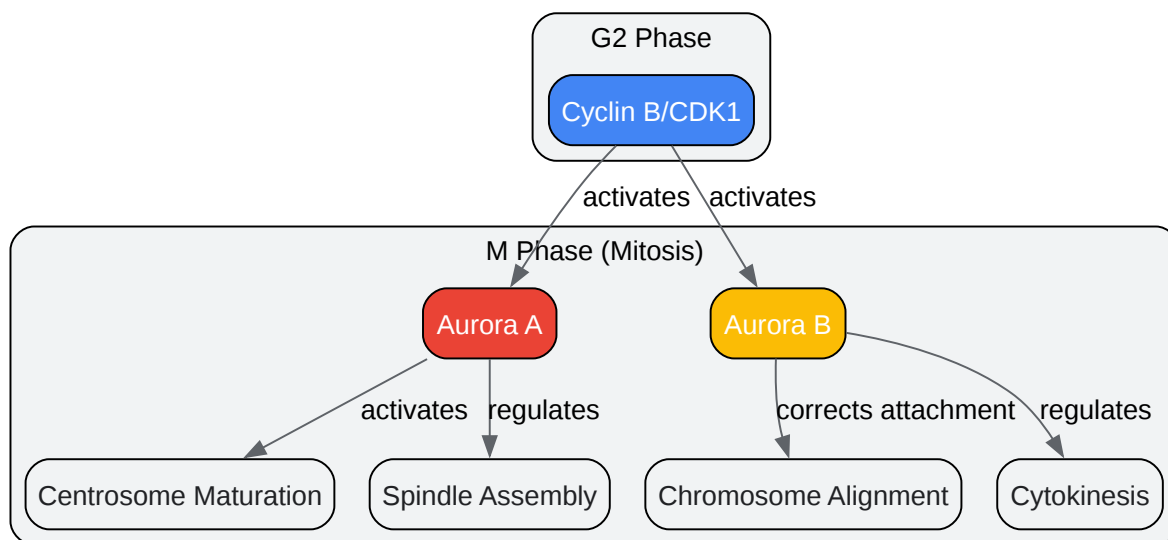 G2 Phase
Cyclin B/CDK1
activates
activates
M Phase (Mitosis)
Aurora A
Aurora B
activates
regulates
corrects attachment
regulates
Centrosome Maturation
Spindle Assembly
Chromosome Alignment
Cytokinesis